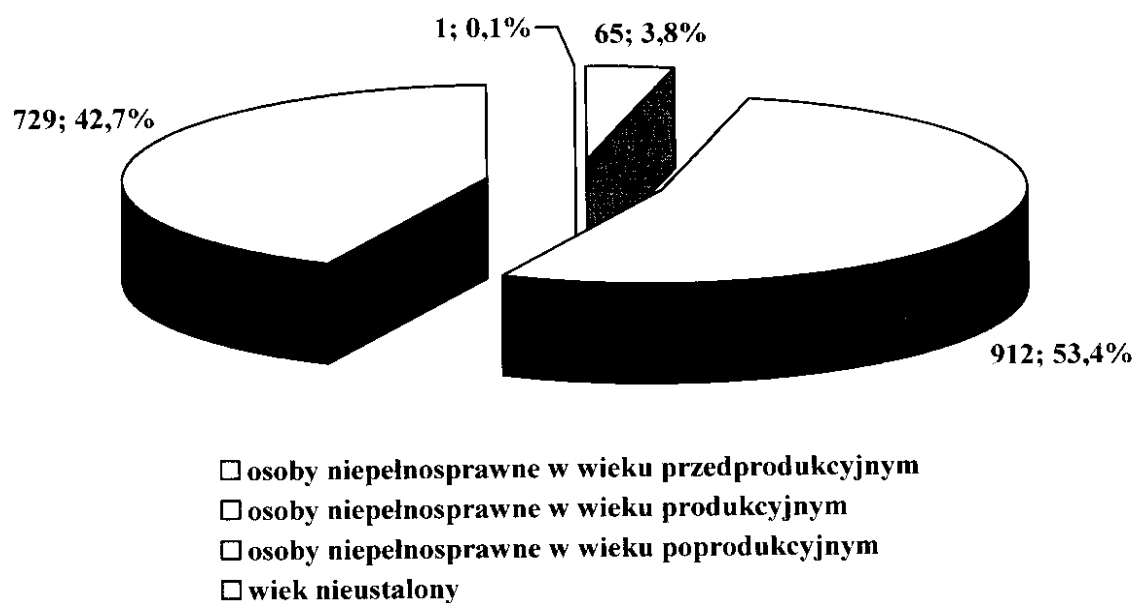 1; 0,1%
65; 3,8%
729; 42,7%
912; 53,4%
osoby niepełnosprawne w wieku przedprodukcyjnym
osoby niepełnosprawne w wieku produkcyjnym
osoby niepełnosprawne w wieku poprodukcyjnym
wiek nieustalony